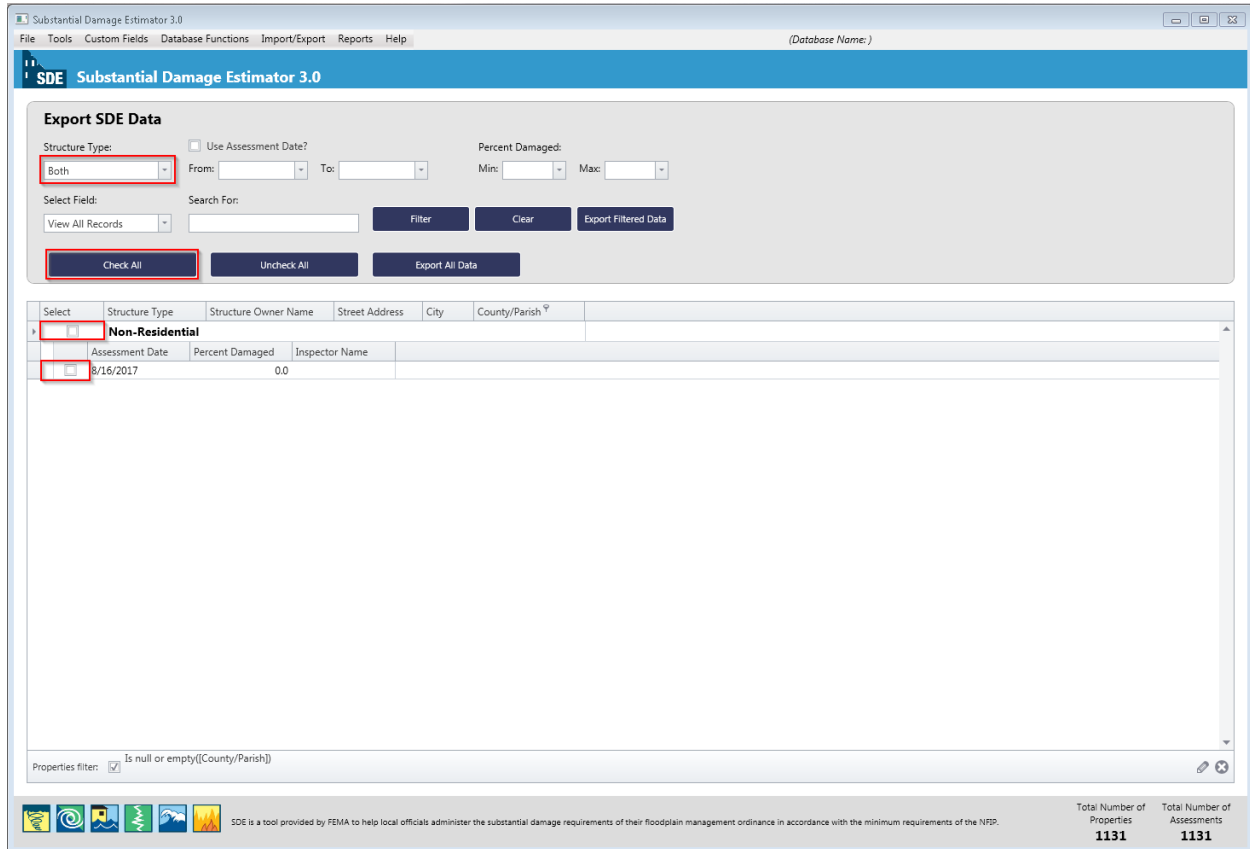 Substantial Damage Estimator 3.0
File Tools Custom Fields Database Functions Import/Export Reports Help (Database Name: )
SDE Substantial Damage Estimator 3.0
Export SDE Data
Structure Type: Use Assessment Date? Percent Damaged:
Both From: To: Min: Max:
Select Field: Search For:
View All Records Filter Clear Export Filtered Data
Check All Uncheck All Export All Data
Select Structure Type Structure Owner Name Street Address City County/Parish
Non-Residential
Assessment Date Percent Damaged Inspector Name
8/16/2017 0.0
Properties filter: Is null or empty([County/Parish])
SDE is a tool provided by FEMA to help local officials administer the substantial damage requirements of their floodplain management ordinance in accordance with the minimum requirements of the NFIP.
Total Number of Properties
1131
Total Number of Assessments
1131